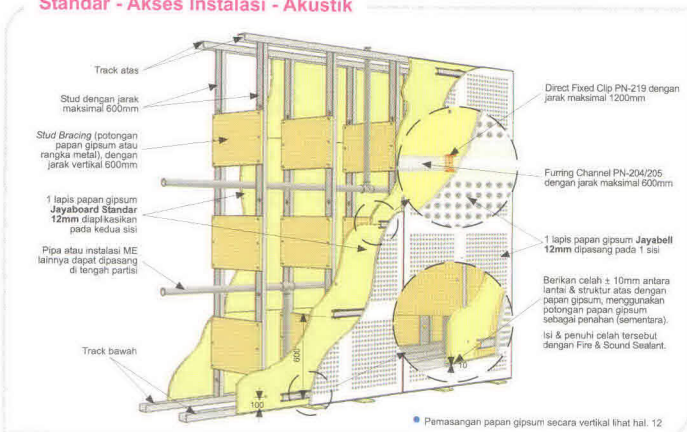 Standar - Akses Instalasi - Akustik
Track atas
Stud dengan jarak
maksimal 600mm
Stud Bracing (potongan
papan gipsum atau
rangka metal), dengan
jarak vertikal 600mm
1 lapis papan gipsum
Jayaboard Standar
12mm diaplikasikan
pada kedua sisi
Pipa atau instalasi ME
lainnya dapat dipasang
di tengah partisi
Track bawah
600
100
10
Direct Fixed Clip PN-219 dengan
jarak maksimal 1200mm
Furring Channel PN-204/205
dengan jarak maksimal 600mm
1 lapis papan gipsum Jayabell
12mm dipasang pada 1 sisi
Berikan celah ± 10mm antara
lantai & struktur atas dengan
papan gipsum, menggunakan
potongan papan gipsum
sebagai penahan (sementara).
Isi & penuhi celah tersebut
dengan Fire & Sound Sealant.
• Pemasangan papan gipsum secara vertikal lihat hal. 12